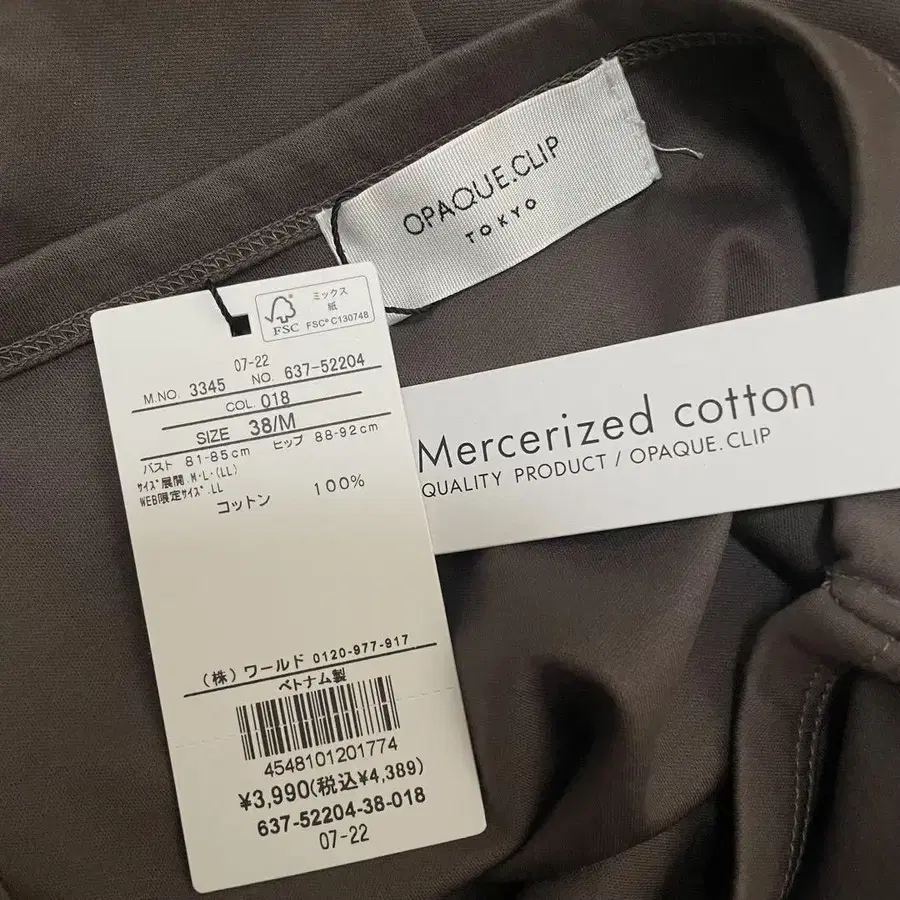 OPAQUE.CLIP
TOKYO
FSC
ミックス
紙
FSC® C130748
07-22
M.NO. 3345 NO. 637-52204
COL. 018
SIZE 38/M
バスト 81-85cm ヒップ 88-92cm
サイズ展開.M・L・(LL)
WEB限定サイズ.LL
コットン 100%
(株)ワールド 0120-977-917
ベトナム製
4548101201774
¥3,990(税込¥4,389)
637-52204-38-018
07-22
Mercerized cotton
QUALITY PRODUCT / OPAQUE.CLIP